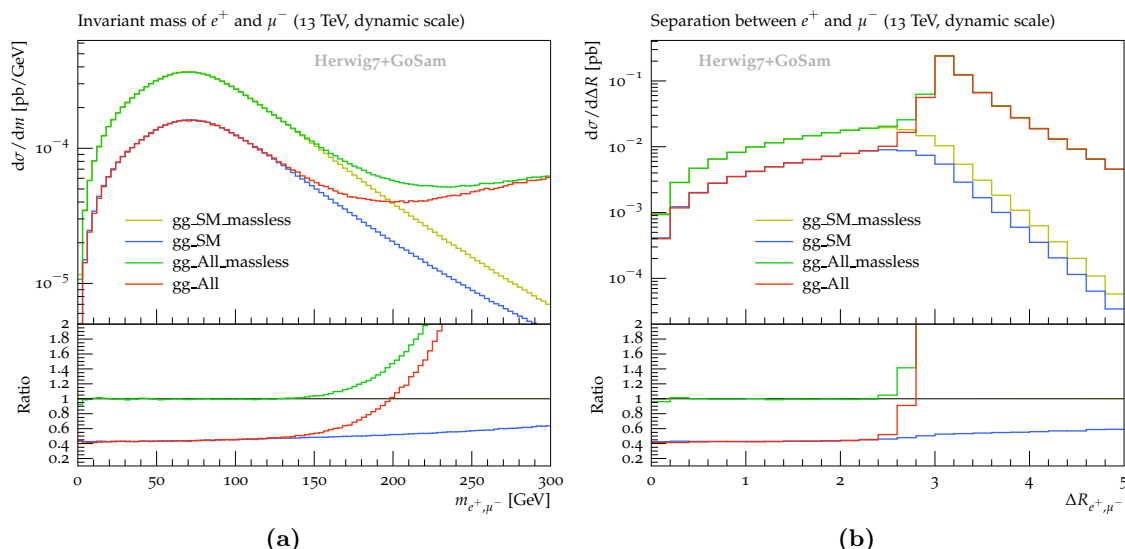 Invariant mass of e⁺ and μ⁻ (13 TeV, dynamic scale)
dσ/dm [pb/GeV]
Herwig7+GoSam
10⁻⁴
10⁻⁵
gg_SM_massless
gg_SM
gg_All_massless
gg_All
Ratio
2
1.8
1.6
1.4
1.2
1
0.8
0.6
0.4
0.2
0 50 100 150 200 250 300
m_{e⁺,μ⁻} [GeV]
(a)
Separation between e⁺ and μ⁻ (13 TeV, dynamic scale)
dσ/dΔR [pb]
Herwig7+GoSam
10⁻¹
10⁻²
10⁻³
10⁻⁴
gg_SM_massless
gg_SM
gg_All_massless
gg_All
Ratio
1.8
1.6
1.4
1.2
1
0.8
0.6
0.4
0.2
0 1 2 3 4 5
ΔR_{e⁺,μ⁻}
(b)